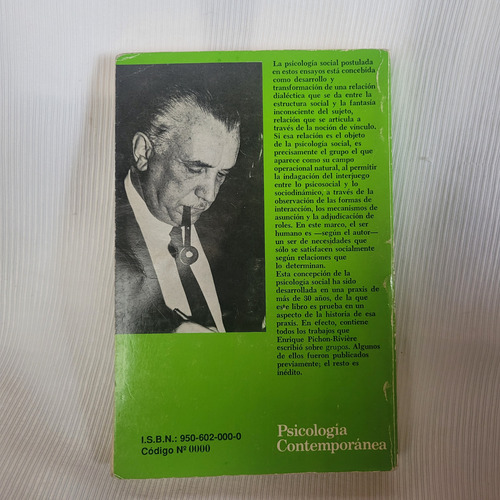 La psicología social postulada
en estos ensayos está concebida
como desarrollo y
transformación de una relación
dialéctica que se da entre la
estructura social y la fantasía
inconsciente del sujeto,
relación que se articula a
través de la noción de vínculo.
Si esa relación es el objeto
de la psicología social, es
precisamente el grupo el que
aparece como su campo
operacional natural, al permitir
la indagación del interjuego
entre lo psicosocial y lo
sociodinámico, a través de la
observación de las formas de
interacción, los mecanismos de
asunción y la adjudicación de
roles. En este marco, el ser
humano es —según el autor—
un ser de necesidades que
sólo se satisfacen socialmente
según relaciones que
lo determinan.
Esta concepción de la
psicología social ha sido
desarrollada en una praxis de
más de 30 años, de la que
este libro es prueba en un
aspecto de la historia de esa
praxis. En efecto, contiene
todos los trabajos que
Enrique Pichon-Rivière
escribió sobre grupos. Algunos
de ellos fueron publicados
previamente; el resto es
inédito.
I.S.B.N.: 950-602-000-0
Código Nº 0000
Psicología
Contemporánea